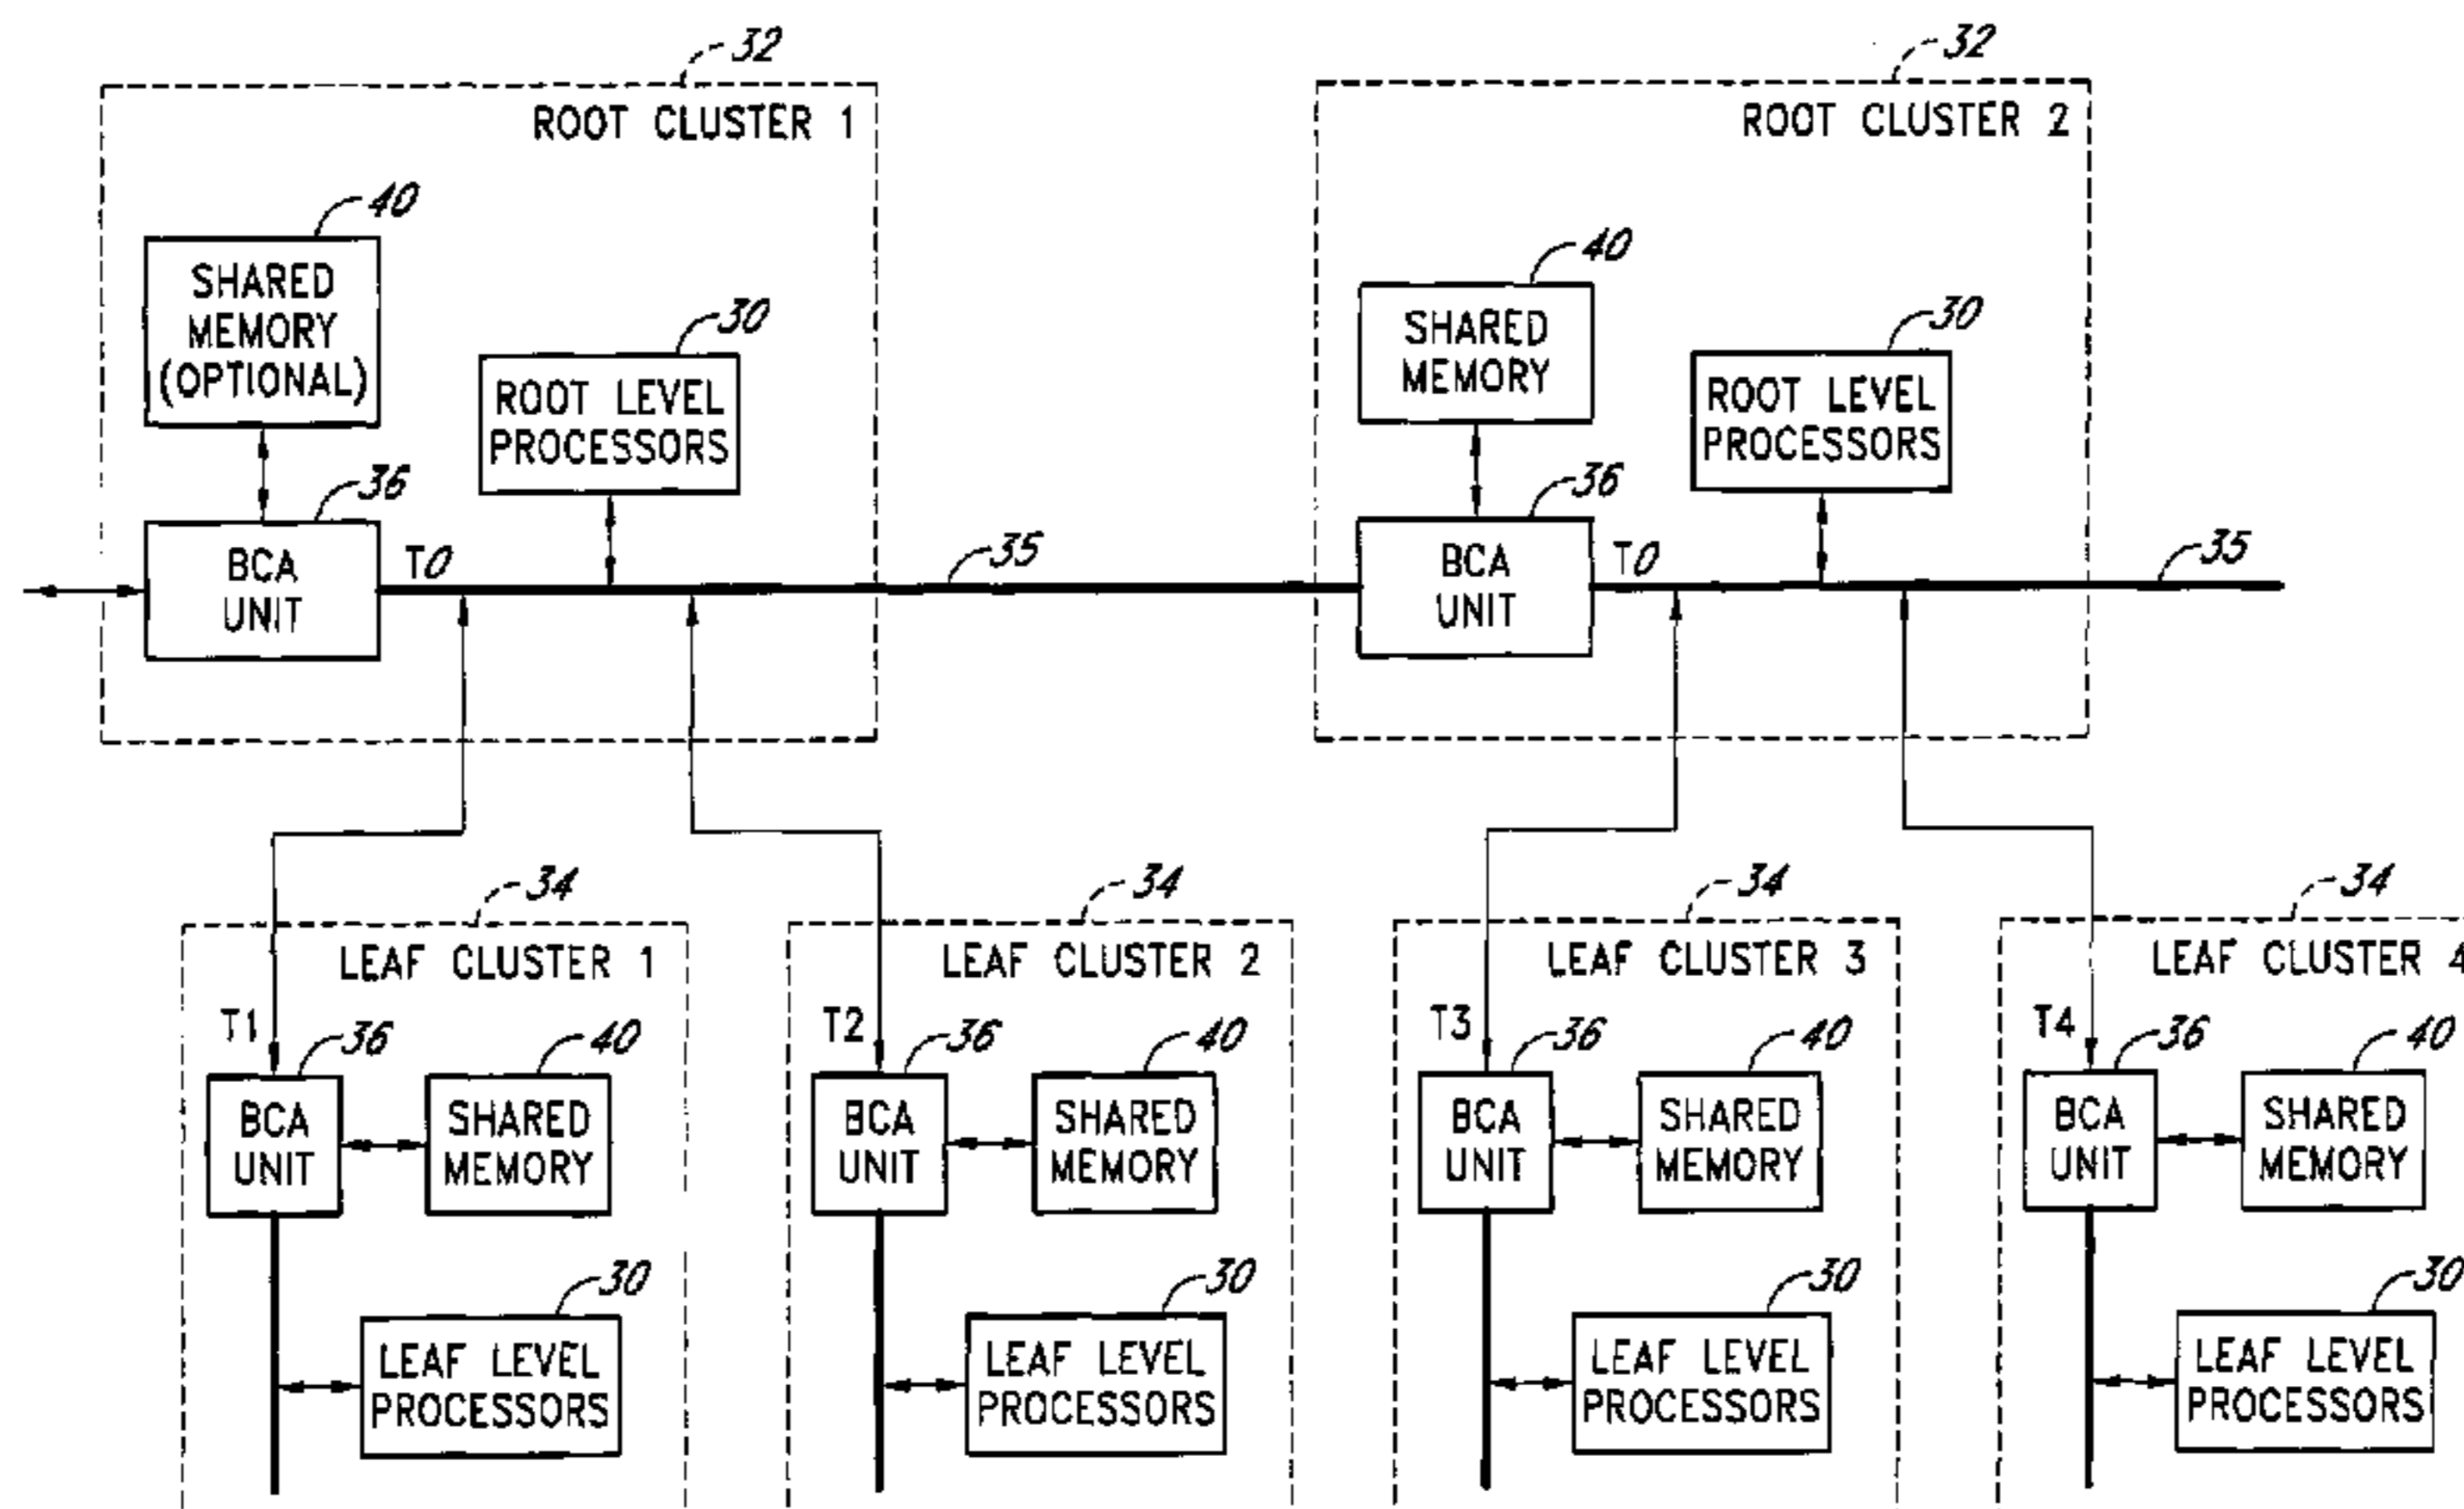 32
32
ROOT CLUSTER 1
ROOT CLUSTER 2
40
SHARED
MEMORY
(OPTIONAL)
30
ROOT LEVEL
PROCESSORS
36
BCA
UNIT
T0
35
40
SHARED
MEMORY
30
ROOT LEVEL
PROCESSORS
36
BCA
UNIT
T0
35
34
LEAF CLUSTER 1
T1
36
BCA
UNIT
40
SHARED
MEMORY
30
LEAF LEVEL
PROCESSORS
34
LEAF CLUSTER 2
T2
36
BCA
UNIT
40
SHARED
MEMORY
30
LEAF LEVEL
PROCESSORS
34
LEAF CLUSTER 3
T3
36
BCA
UNIT
40
SHARED
MEMORY
30
LEAF LEVEL
PROCESSORS
34
LEAF CLUSTER 4
T4
36
BCA
UNIT
40
SHARED
MEMORY
30
LEAF LEVEL
PROCESSORS